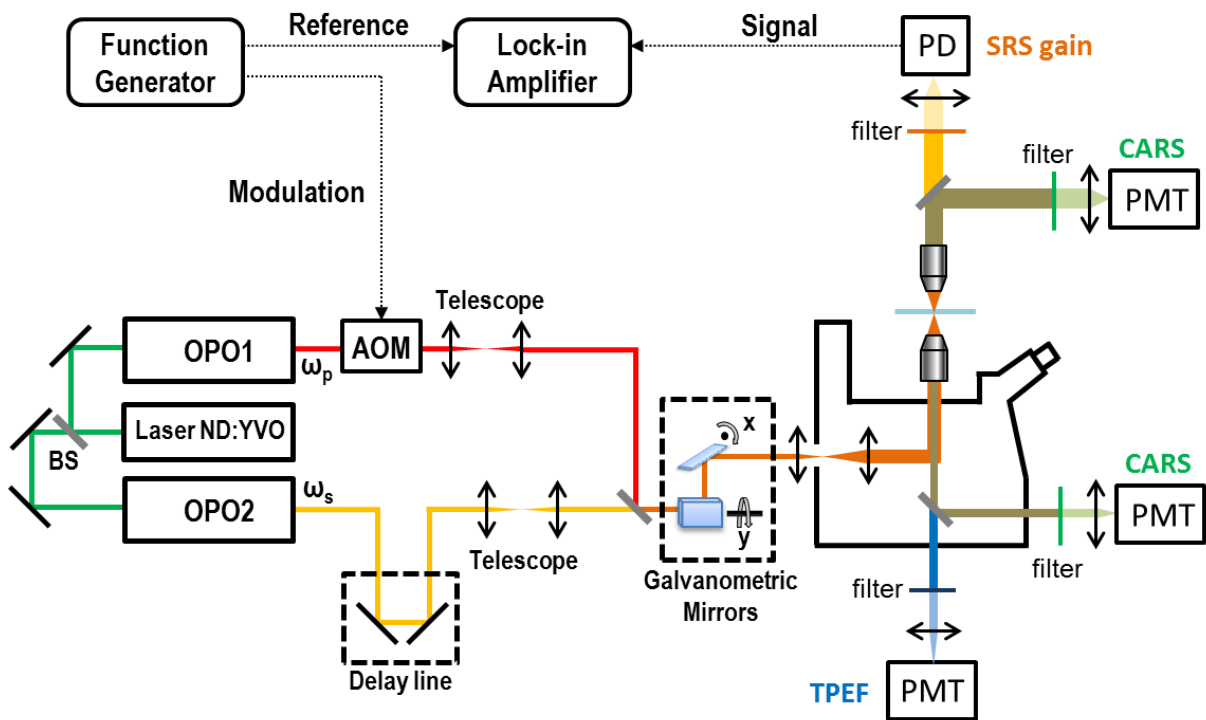 Function
Generator
Reference
Lock-in
Amplifier
Signal
PD
SRS gain
filter
filter
CARS
PMT
Modulation
Telescope
OPO1
ωp
AOM
Laser ND:YVO
BS
OPO2
ωs
Telescope
Delay line
x
y
Galvanometric
Mirrors
CARS
PMT
filter
filter
TPEF
PMT